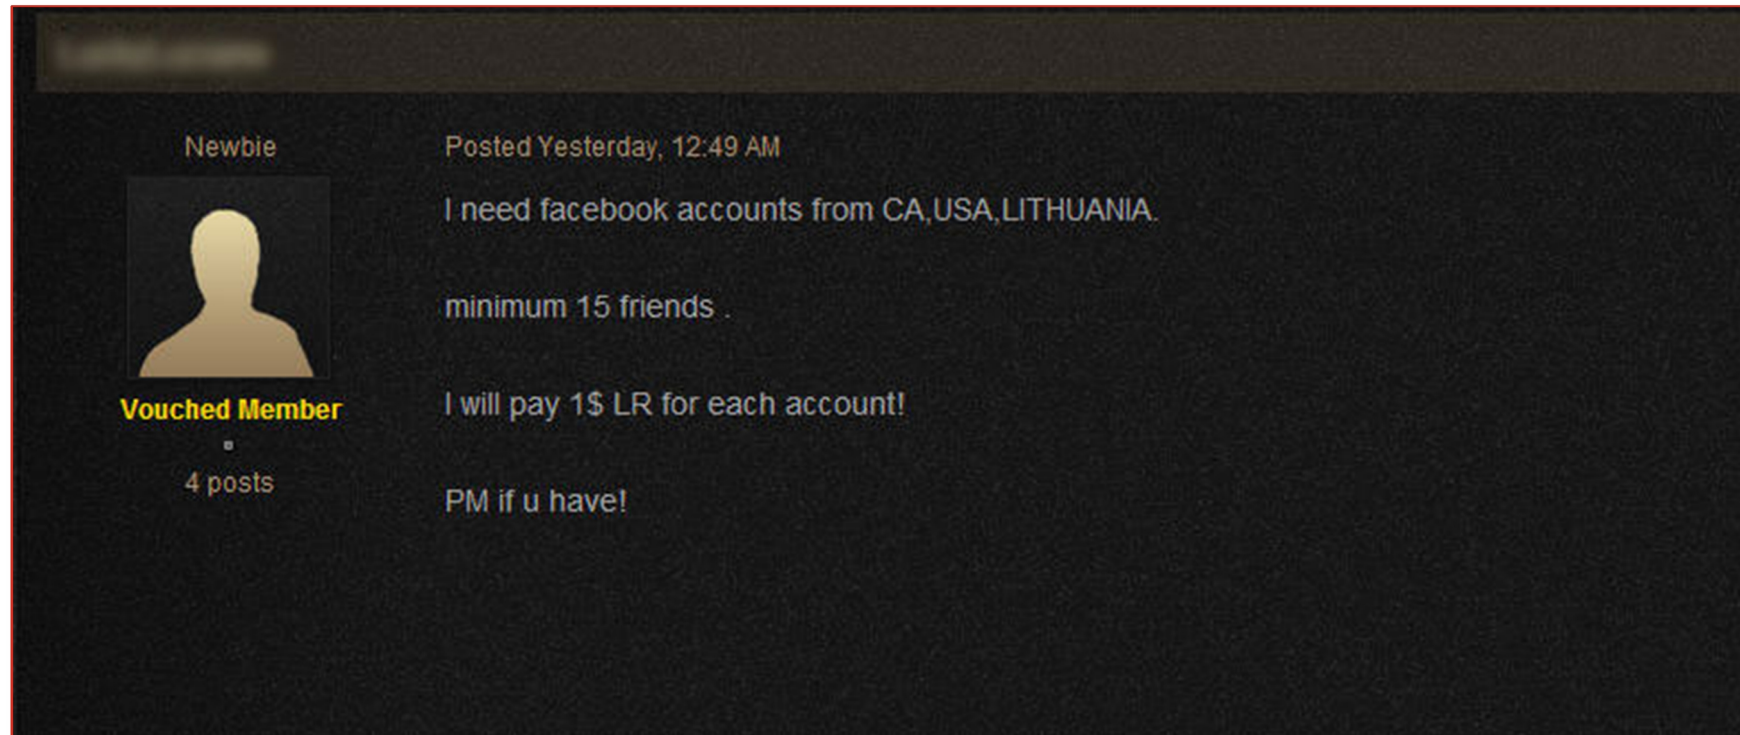 Newbie
Posted Yesterday, 12:49 AM
I need facebook accounts from CA,USA,LITHUANIA.
minimum 15 friends .
I will pay 1$ LR for each account!
Vouched Member
4 posts
PM if u have!